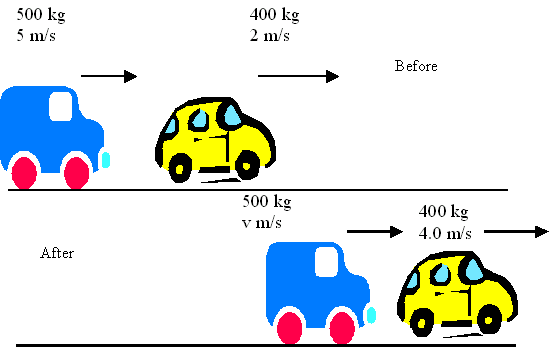 500 kg
5 m/s
400 kg
2 m/s
Before
After
500 kg
v m/s
400 kg
4.0 m/s